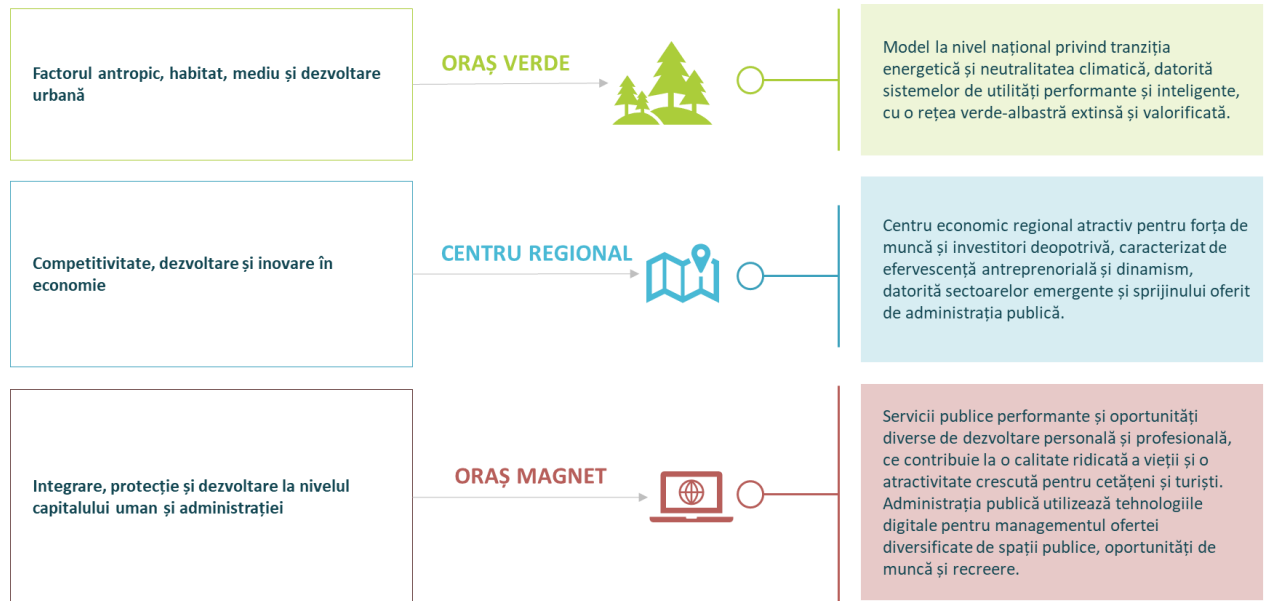 Factorul antropic, habitat, mediu și dezvoltare
urbană
ORAȘ VERDE
Model la nivel național privind tranziția
energetică și neutralitatea climatică, datorită
sistemelor de utilități performante și inteligente,
cu o rețea verde-albastră extinsă și valorificată.
Competitivitate, dezvoltare și inovare în
economie
CENTRU REGIONAL
Centru economic regional atractiv pentru forța de
muncă și investitori deopotrivă, caracterizat de
efervescență antreprenorială și dinamism,
datorită sectoarelor emergente și sprijinului oferit
de administrația publică.
Integrare, protecție și dezvoltare la nivelul
capitalului uman și administrației
ORAȘ MAGNET
Servicii publice performante și oportunități
diverse de dezvoltare personală și profesională,
ce contribuie la o calitate ridicată a vieții și o
atractivitate crescută pentru cetățeni și turiști.
Administrația publică utilizează tehnologiile
digitale pentru managementul ofertei
diversificate de spații publice, oportunități de
muncă și recreere.